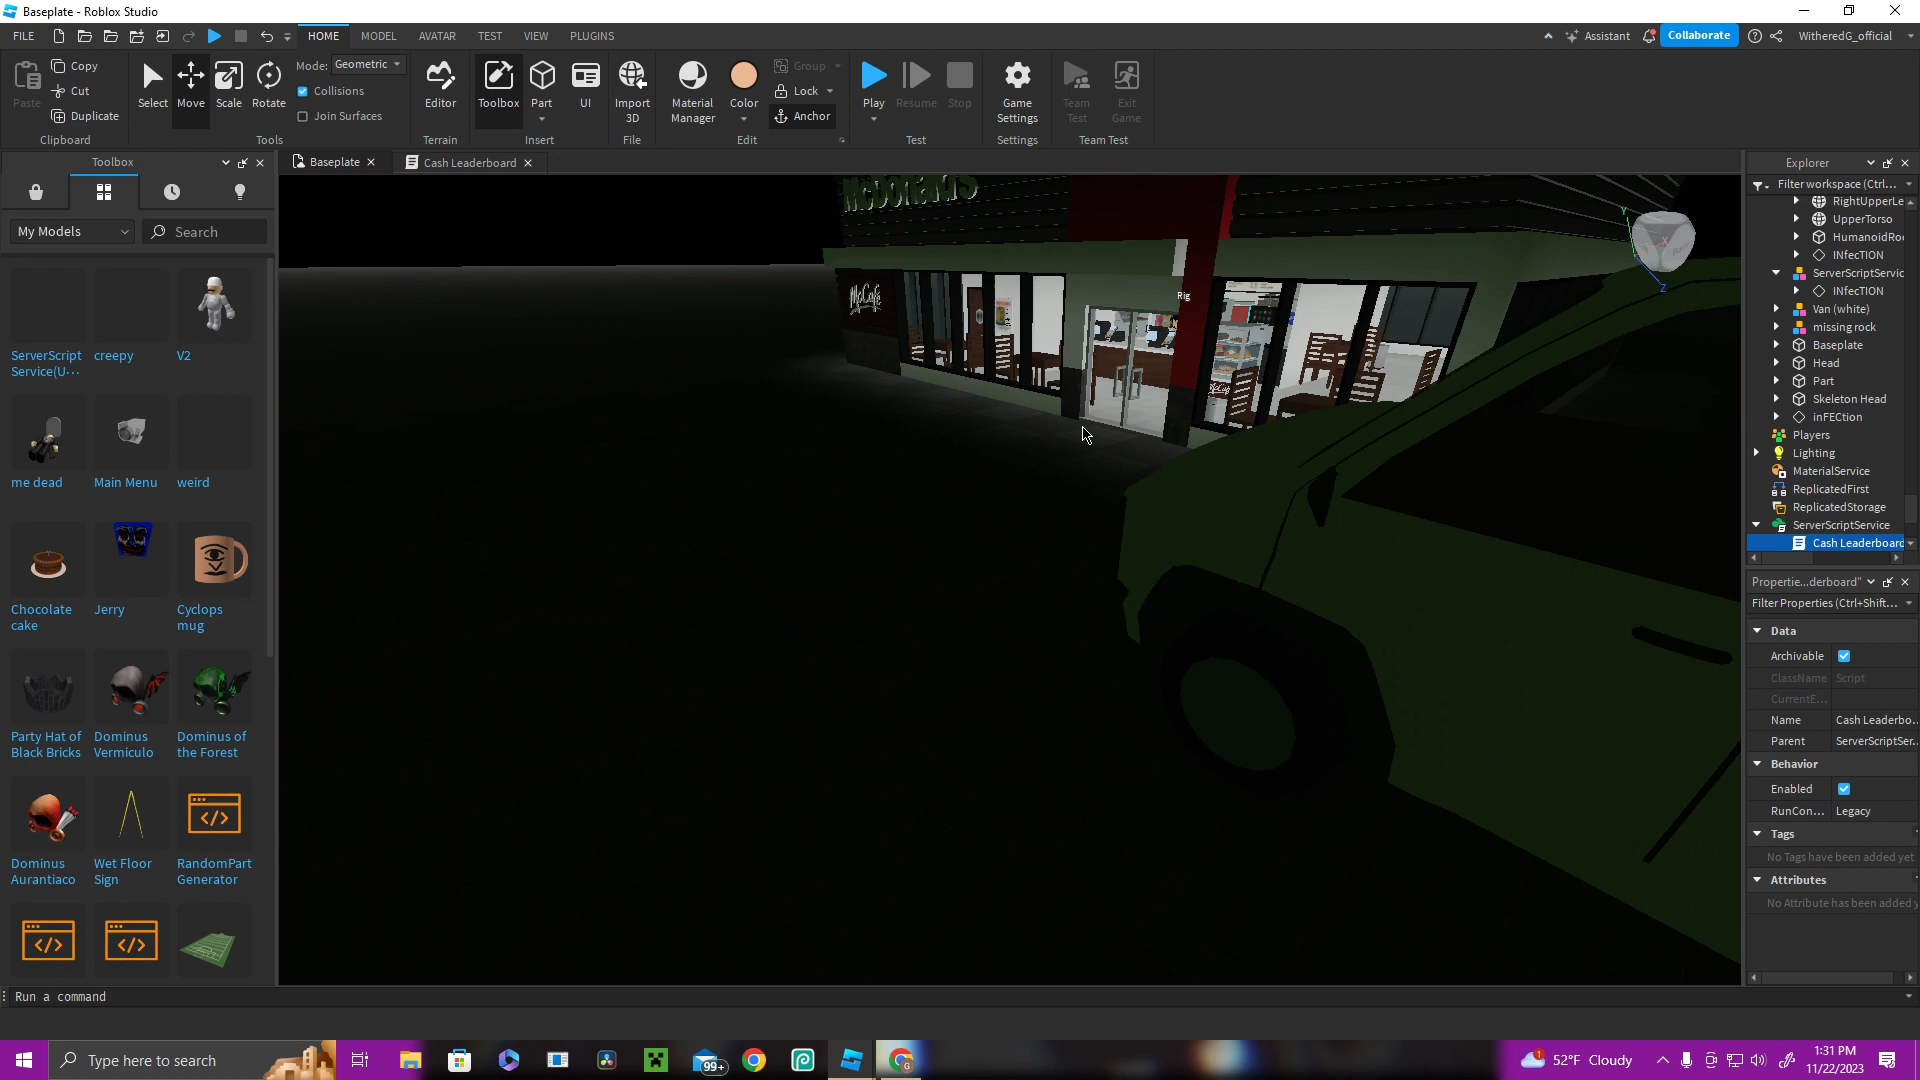 Baseplate - Roblox Studio
FILE HOME MODEL AVATAR TEST VIEW PLUGINS Assistant Collaborate WitheredG_official
Paste Copy Cut Duplicate
Clipboard
Select Move Scale Rotate
Mode: Geometric
Collisions
Join Surfaces
Tools
Editor
Terrain
Toolbox Part UI
Insert
Import 3D
File
Material Manager
Color
Group
Lock
Anchor
Edit
Play Resume Stop
Test
Game Settings
Settings
Team Test
Exit Game
Team Test
Toolbox
Baseplate
Cash Leaderboard
Explorer
My Models
Search
Filter workspace (Ctrl...
RightUpperLe
UpperTorso
HumanoidRo
INfecTION
ServerScriptServic
INfecTION
Van (white)
missing rock
Baseplate
Head
Part
Skeleton Head
inFECtion
Players
Lighting
MaterialService
ReplicatedFirst
ReplicatedStorage
ServerScriptService
Cash Leaderboard
McDonald's
McCafé
Rig
McCafé
ServerScript
Service(U-...
creepy
V2
me dead
Main Menu
weird
Chocolate
cake
Jerry
Cyclops
mug
Party Hat of
Black Bricks
Dominus
Vermiculo
Dominus of
the Forest
Dominus
Aurantiaco
Wet Floor
Sign
RandomPart
Generator
Propertie...derboard"
Filter Properties (Ctrl+Shift...
Data
Archivable
ClassName Script
CurrentE...
Name Cash Leaderbo...
Parent ServerScriptSer...
Behavior
Enabled
RunCon... Legacy
Tags
No Tags have been added yet
Attributes
No Attribute has been added y
Run a command
Type here to search
99+
G
1
52°F Cloudy
1:31 PM
11/22/2023